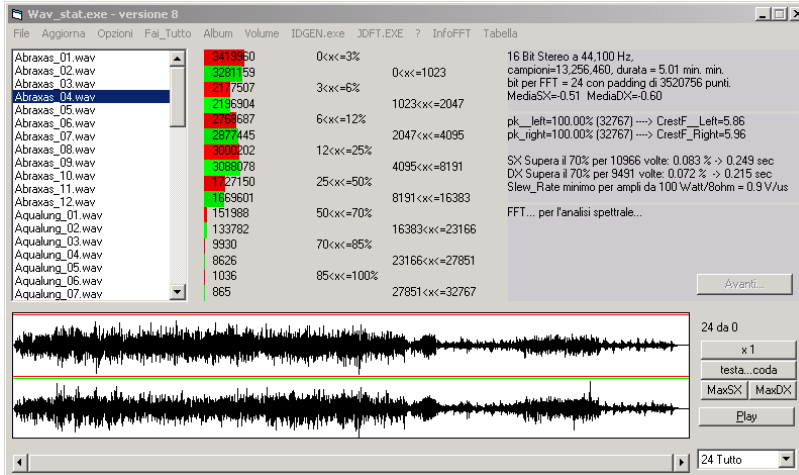 Wav_stat.exe - versione 8
File Aggiorna Opzioni Fai_Tutto Album Volume IDGEN.exe JDFT.EXE ? InfoFFT Tabella
Abraxas_01.wav
Abraxas_02.wav
Abraxas_03.wav
Abraxas_04.wav
Abraxas_05.wav
Abraxas_06.wav
Abraxas_07.wav
Abraxas_08.wav
Abraxas_09.wav
Abraxas_10.wav
Abraxas_11.wav
Abraxas_12.wav
Aqualung_01.wav
Aqualung_02.wav
Aqualung_03.wav
Aqualung_04.wav
Aqualung_05.wav
Aqualung_06.wav
Aqualung_07.wav
3419960 0<x<=3%
3281159 0<x<=1023
2177507 3<x<=6%
2196904 1023<x<=2047
2768687 6<x<=12%
2877445 2047<x<=4095
3000202 12<x<=25%
3088078 4095<x<=8191
1727150 25<x<=50%
1669601 8191<x<=16383
151988 50<x<=70%
133782 16383<x<=23166
9930 70<x<=85%
8626 23166<x<=27851
1036 85<x<=100%
865 27851<x<=32767
16 Bit Stereo a 44,100 Hz,
campioni=13,256,460, durata = 5.01 min. min.
bit per FFT = 24 con padding di 3520756 punti.
MediaSX=-0.51 MediaDX=-0.60
pk__left=100.00% (32767) ----> CrestF__Left=5.86
pk_right=100.00% (32767) ----> CrestF_Right=5.96
SX Supera il 70% per 10966 volte: 0.083 % -> 0.249 sec
DX Supera il 70% per 9491 volte: 0.072 % -> 0.215 sec
Slew_Rate minimo per ampli da 100 Watt/8ohm = 0.9 V/us
FFT... per l'analisi spettrale...
Avanti...
24 da 0
x 1
testa...coda
MaxSX MaxDX
Play
24 Tutto